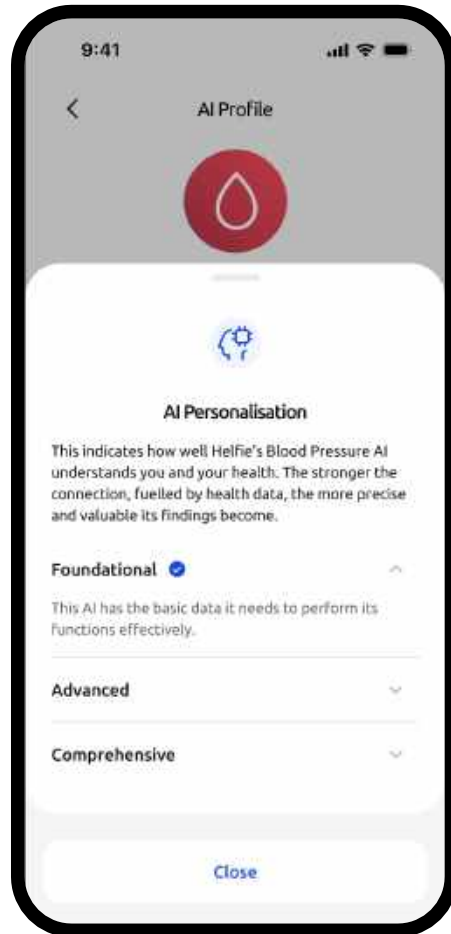 9:41
AI Profile
AI Personalisation
This indicates how well Helfie's Blood Pressure AI
understands you and your health. The stronger the
connection, fuelled by health data, the more precise
and valuable its findings become.
Foundational
This AI has the basic data it needs to perform its
functions effectively.
Advanced
Comprehensive
Close